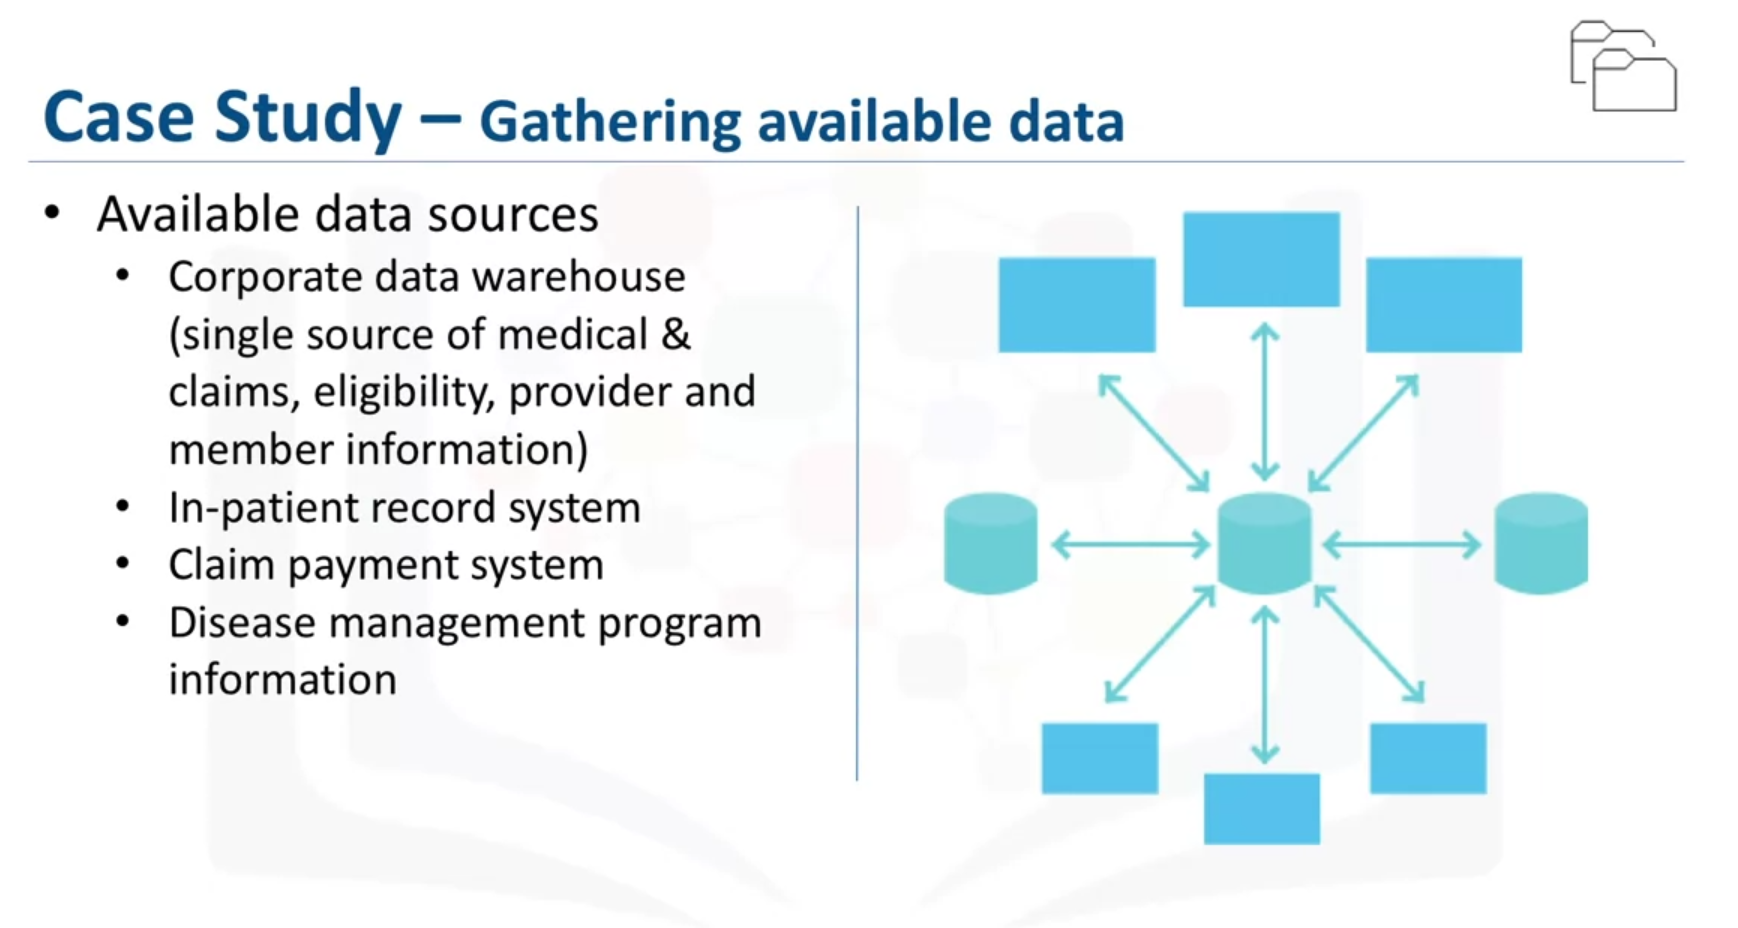 Case Study – Gathering available data
• Available data sources
• Corporate data warehouse
(single source of medical &
claims, eligibility, provider and
member information)
• In-patient record system
• Claim payment system
• Disease management program
information